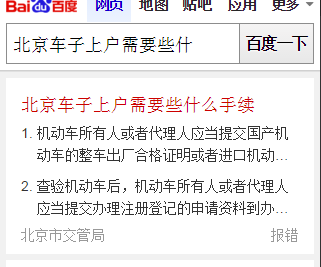 Bai百度 网页 地图 贴吧 应用 更多
北京车子上户需要些什 百度一下
北京车子上户需要些什么手续
1. 机动车所有人或者代理人应当提交国产机
动车的整车出厂合格证明或者进口机动...
2. 查验机动车后，机动车所有人或者代理人
应当提交办理注册登记的申请资料到办...
北京市交管局 报错